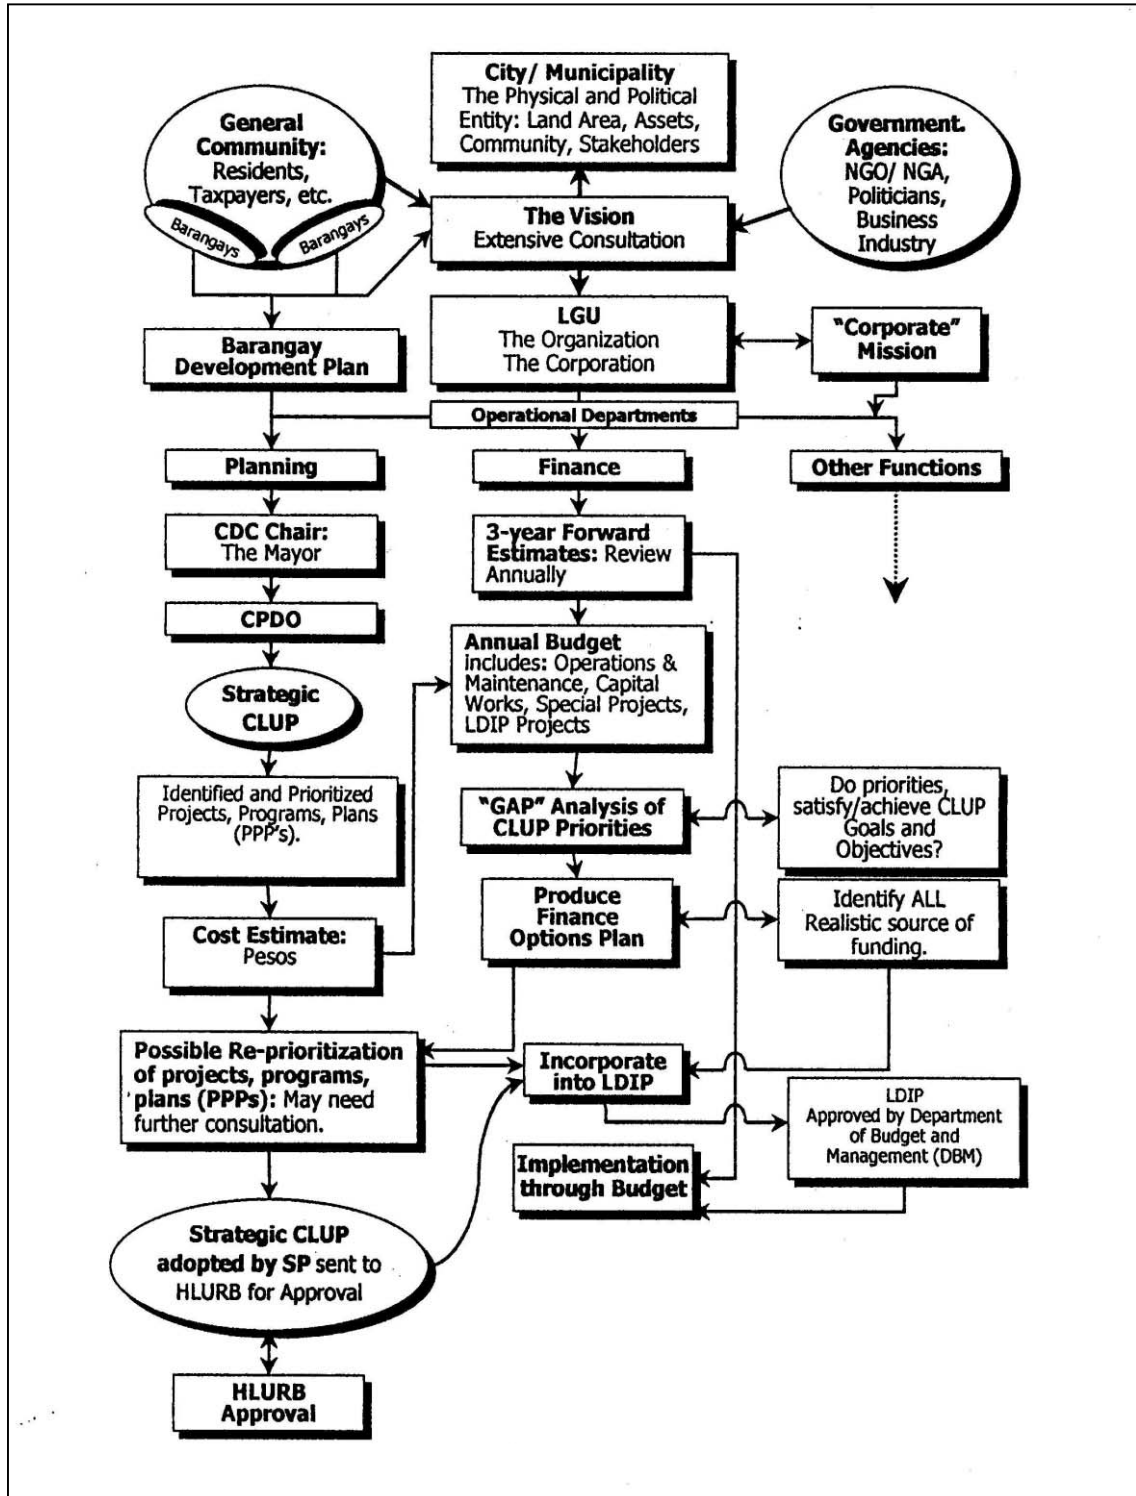 City/ Municipality
The Physical and Political
Entity: Land Area, Assets,
Community, Stakeholders
General
Community:
Residents,
Taxpayers, etc.
Barangays
Barangays
Government.
Agencies:
NGO/ NGA,
Politicians,
Business
Industry
The Vision
Extensive Consultation
LGU
The Organization
The Corporation
"Corporate"
Mission
Barangay
Development Plan
Operational Departments
Planning
Finance
Other Functions
CDC Chair:
The Mayor
3-year Forward
Estimates: Review
Annually
CPDO
Annual Budget
Includes: Operations &
Maintenance, Capital
Works, Special Projects,
LDIP Projects
Strategic
CLUP
Identified and Prioritized
Projects, Programs, Plans
(PPP's).
"GAP" Analysis of
CLUP Priorities
Do priorities,
satisfy/achieve CLUP
Goals and
Objectives?
Produce
Finance
Options Plan
Identify ALL
Realistic source of
funding.
Cost Estimate:
Pesos
Possible Re-prioritization
of projects, programs,
plans (PPPs): May need
further consultation.
Incorporate
into LDIP
LDIP
Approved by Department
of Budget and
Management (DBM)
Implementation
through Budget
Strategic CLUP
adopted by SP sent to
HLURB for Approval
HLURB
Approval